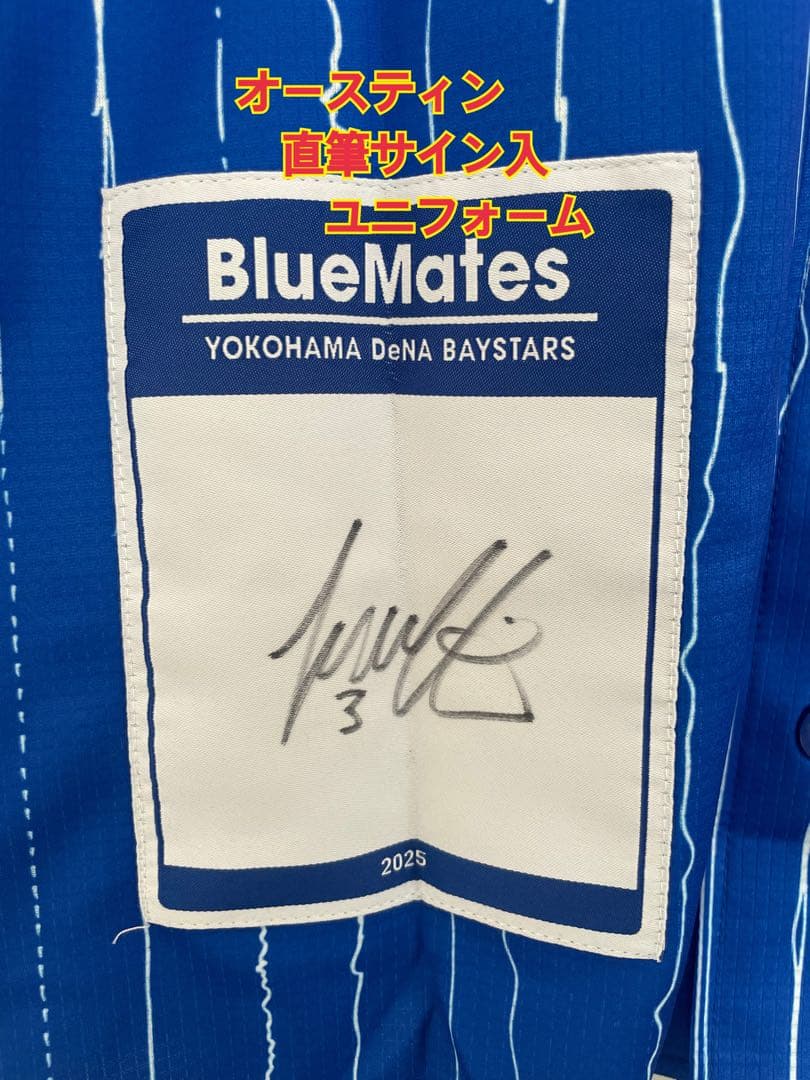 オースティン
直筆サイン入
ユニフォーム
BlueMates
YOKOHAMA DeNA BAYSTARS
3
2025